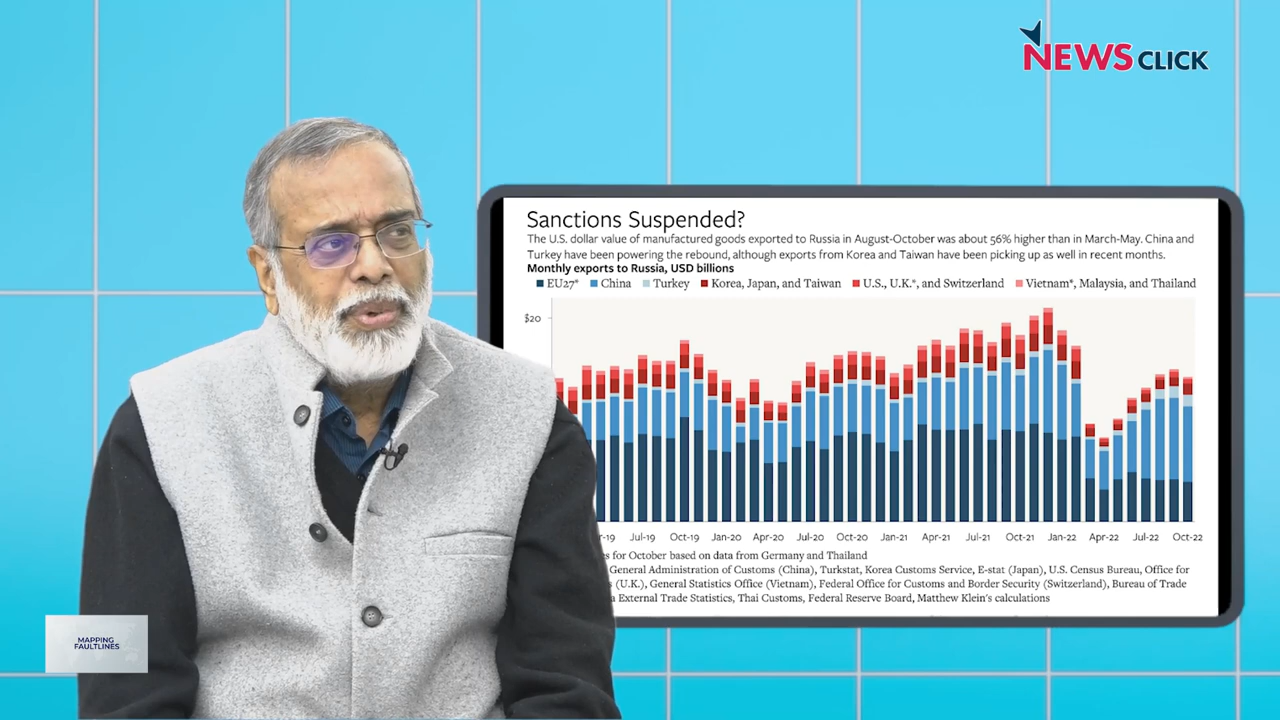 NEWS CLICK
Sanctions Suspended?
The U.S. dollar value of manufactured goods exported to Russia in August-October was about 56% higher than in March-May. China and
Turkey have been powering the rebound, although exports from Korea and Taiwan have been picking up as well in recent months.
Monthly exports to Russia, USD billions
EU27* China Turkey Korea, Japan, and Taiwan U.S., U.K.*, and Switzerland Vietnam*, Malaysia, and Thailand
$20
r-19 Jul-19 Oct-19 Jan-20 Apr-20 Jul-20 Oct-20 Jan-21 Apr-21 Jul-21 Oct-21 Jan-22 Apr-22 Jul-22 Oct-22
s for October based on data from Germany and Thailand
General Administration of Customs (China), Turkstat, Korea Customs Service, E-stat (Japan), U.S. Census Bureau, Office for
(U.K.), General Statistics Office (Vietnam), Federal Office for Customs and Border Security (Switzerland), Bureau of Trade
External Trade Statistics, Thai Customs, Federal Reserve Board, Matthew Klein's calculations
MAPPING
FAULTLINES